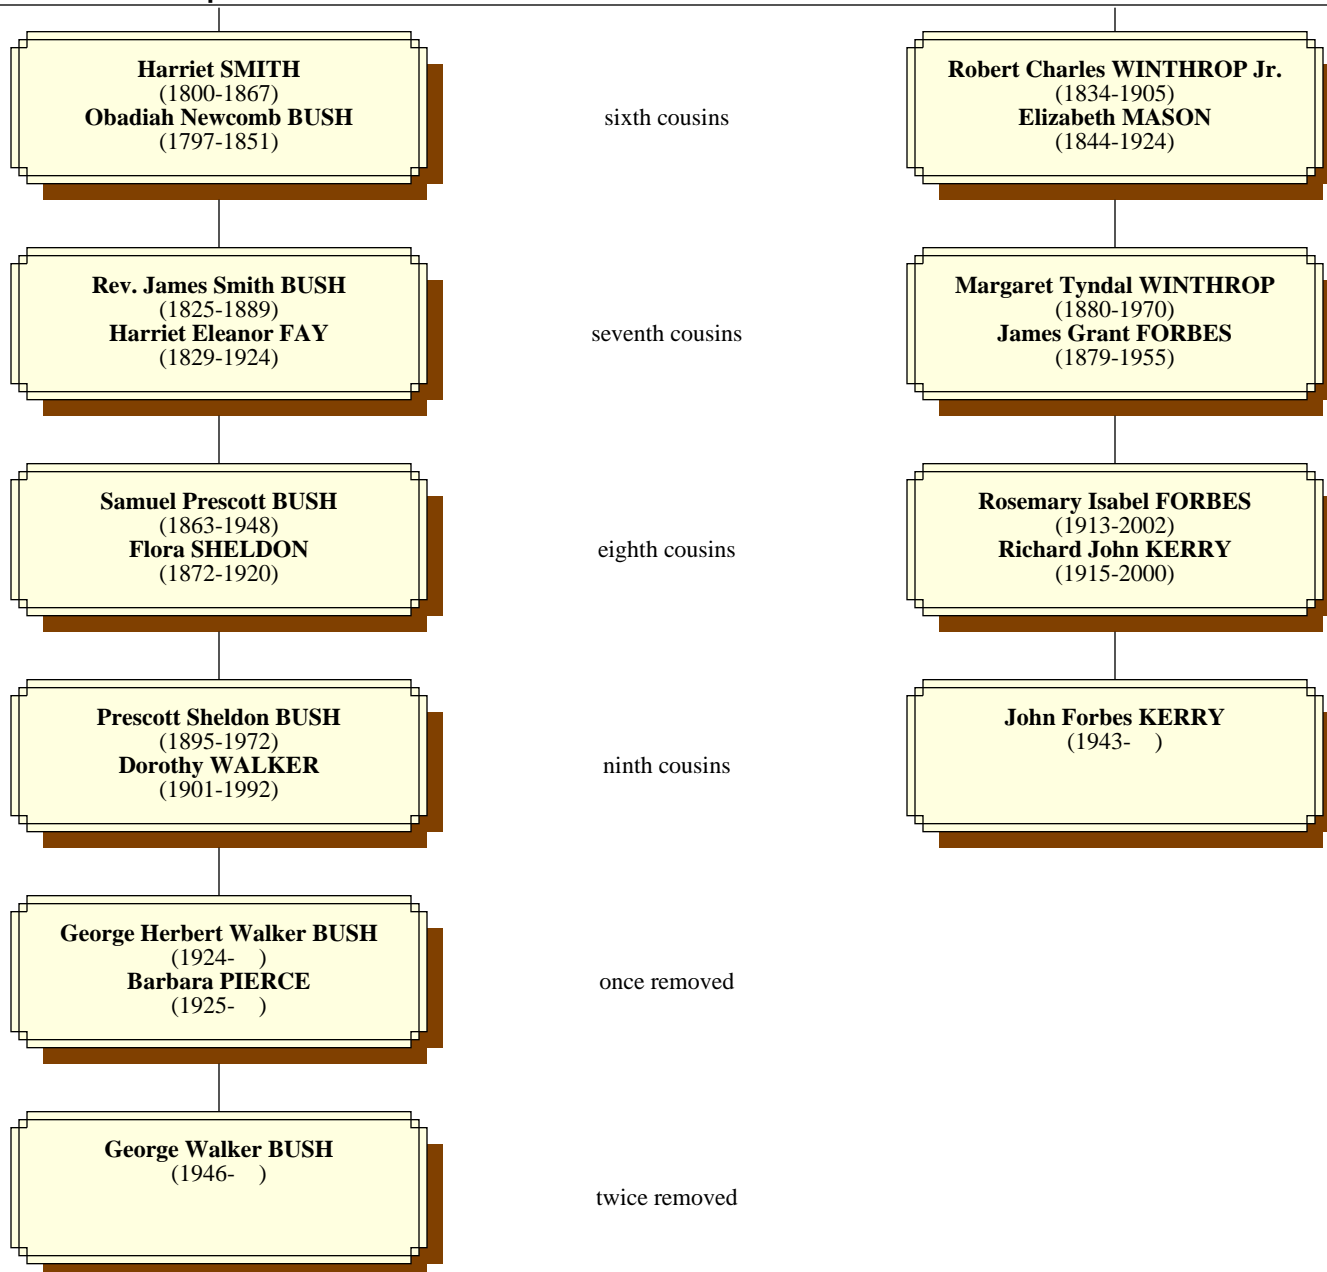 Harriet SMITH
(1800-1867)
Obadiah Newcomb BUSH
(1797-1851)
sixth cousins
Robert Charles WINTHROP Jr.
(1834-1905)
Elizabeth MASON
(1844-1924)
Rev. James Smith BUSH
(1825-1889)
Harriet Eleanor FAY
(1829-1924)
seventh cousins
Margaret Tyndal WINTHROP
(1880-1970)
James Grant FORBES
(1879-1955)
Samuel Prescott BUSH
(1863-1948)
Flora SHELDON
(1872-1920)
eighth cousins
Rosemary Isabel FORBES
(1913-2002)
Richard John KERRY
(1915-2000)
Prescott Sheldon BUSH
(1895-1972)
Dorothy WALKER
(1901-1992)
ninth cousins
John Forbes KERRY
(1943-    )
George Herbert Walker BUSH
(1924-    )
Barbara PIERCE
(1925-    )
once removed
George Walker BUSH
(1946-    )
twice removed